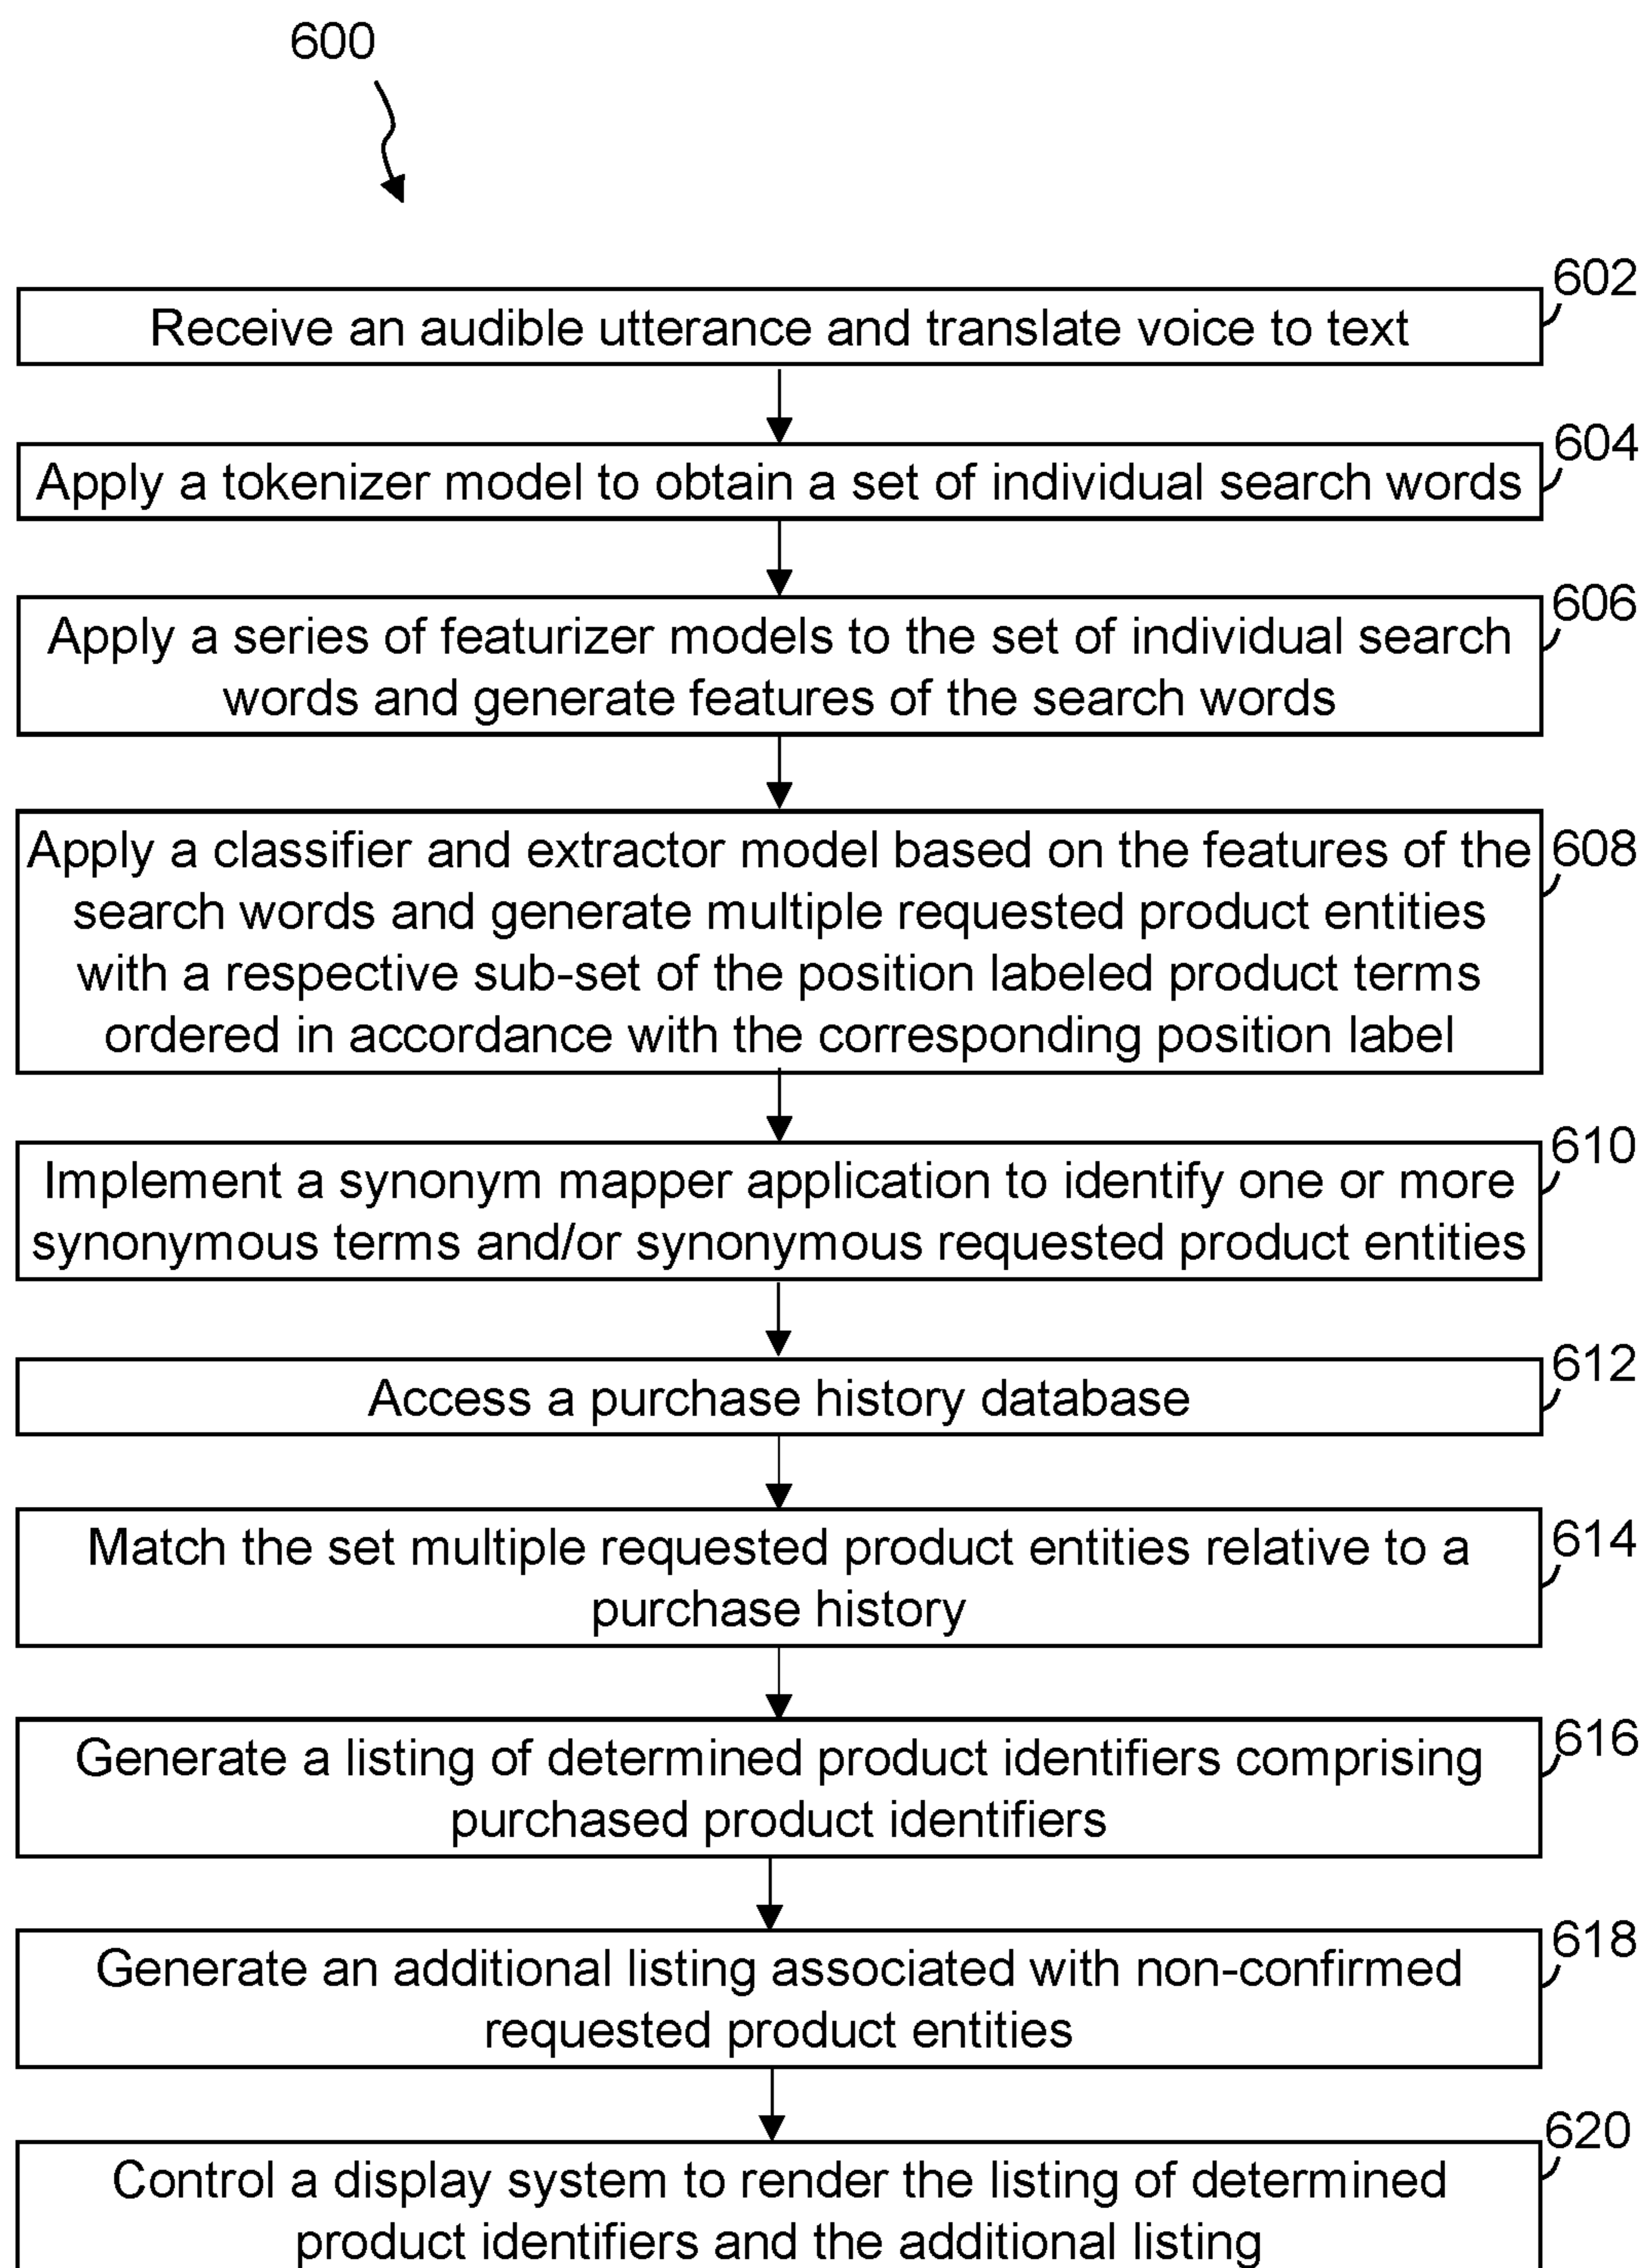 600
602
Receive an audible utterance and translate voice to text
604
Apply a tokenizer model to obtain a set of individual search words
606
Apply a series of featurizer models to the set of individual search
words and generate features of the search words
608
Apply a classifier and extractor model based on the features of the
search words and generate multiple requested product entities
with a respective sub-set of the position labeled product terms
ordered in accordance with the corresponding position label
610
Implement a synonym mapper application to identify one or more
synonymous terms and/or synonymous requested product entities
612
Access a purchase history database
614
Match the set multiple requested product entities relative to a
purchase history
616
Generate a listing of determined product identifiers comprising
purchased product identifiers
618
Generate an additional listing associated with non-confirmed
requested product entities
620
Control a display system to render the listing of determined
product identifiers and the additional listing